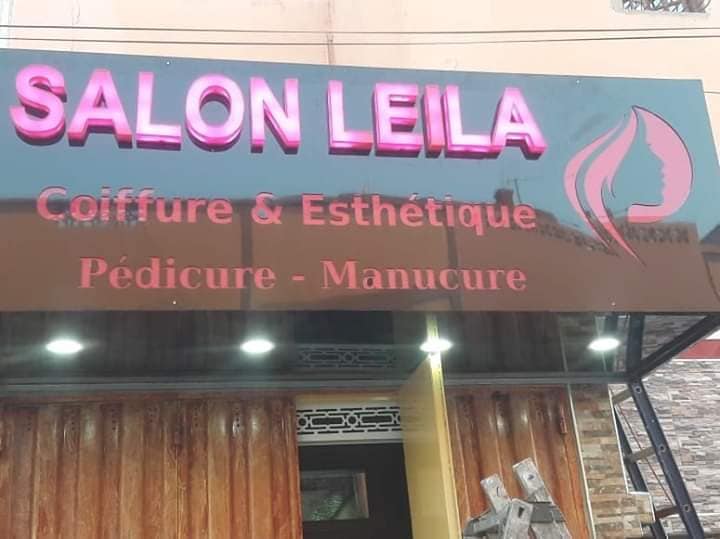 SALON LEILA
Coiffure & Esthétique
Pédicure - Manucure